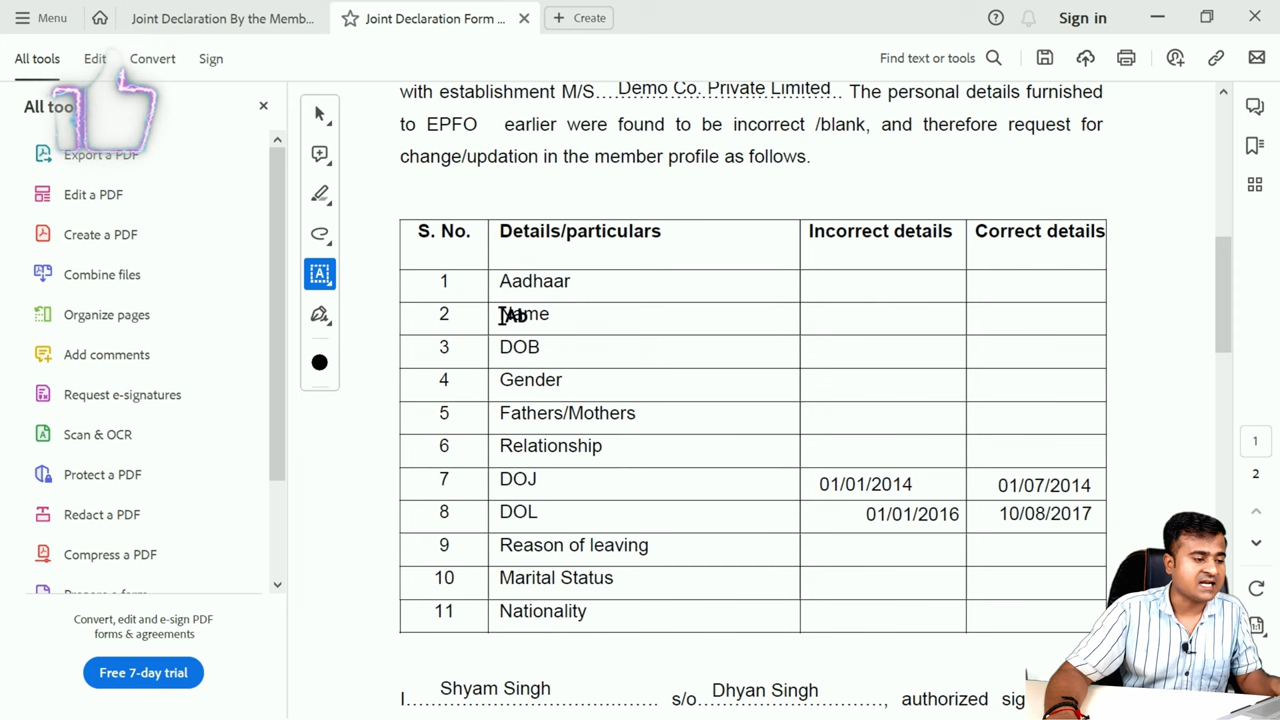 Menu
Joint Declaration By the Memb...
Joint Declaration Form ...
Create
Sign in
All tools
Edit
Convert
Sign
Find text or tools
All
Export a PDF
Edit a PDF
Create a PDF
Combine files
Organize pages
Add comments
Request e-signatures
Scan & OCR
Protect a PDF
Redact a PDF
Compress a PDF
Convert, edit and e-sign PDF
forms & agreements
Free 7-day trial
with establishment M/S...Demo Co. Private Limited.. The personal details furnished
to EPFO earlier were found to be incorrect /blank, and therefore request for
change/updation in the member profile as follows.
S. No. Details/particulars Incorrect details Correct details
1 Aadhaar
2 Name
3 DOB
4 Gender
5 Fathers/Mothers
6 Relationship
7 DOJ 01/01/2014 01/07/2014
8 DOL 01/01/2016 10/08/2017
9 Reason of leaving
10 Marital Status
11 Nationality
I Shyam Singh s/o Dhyan Singh, authorized sig
1
2